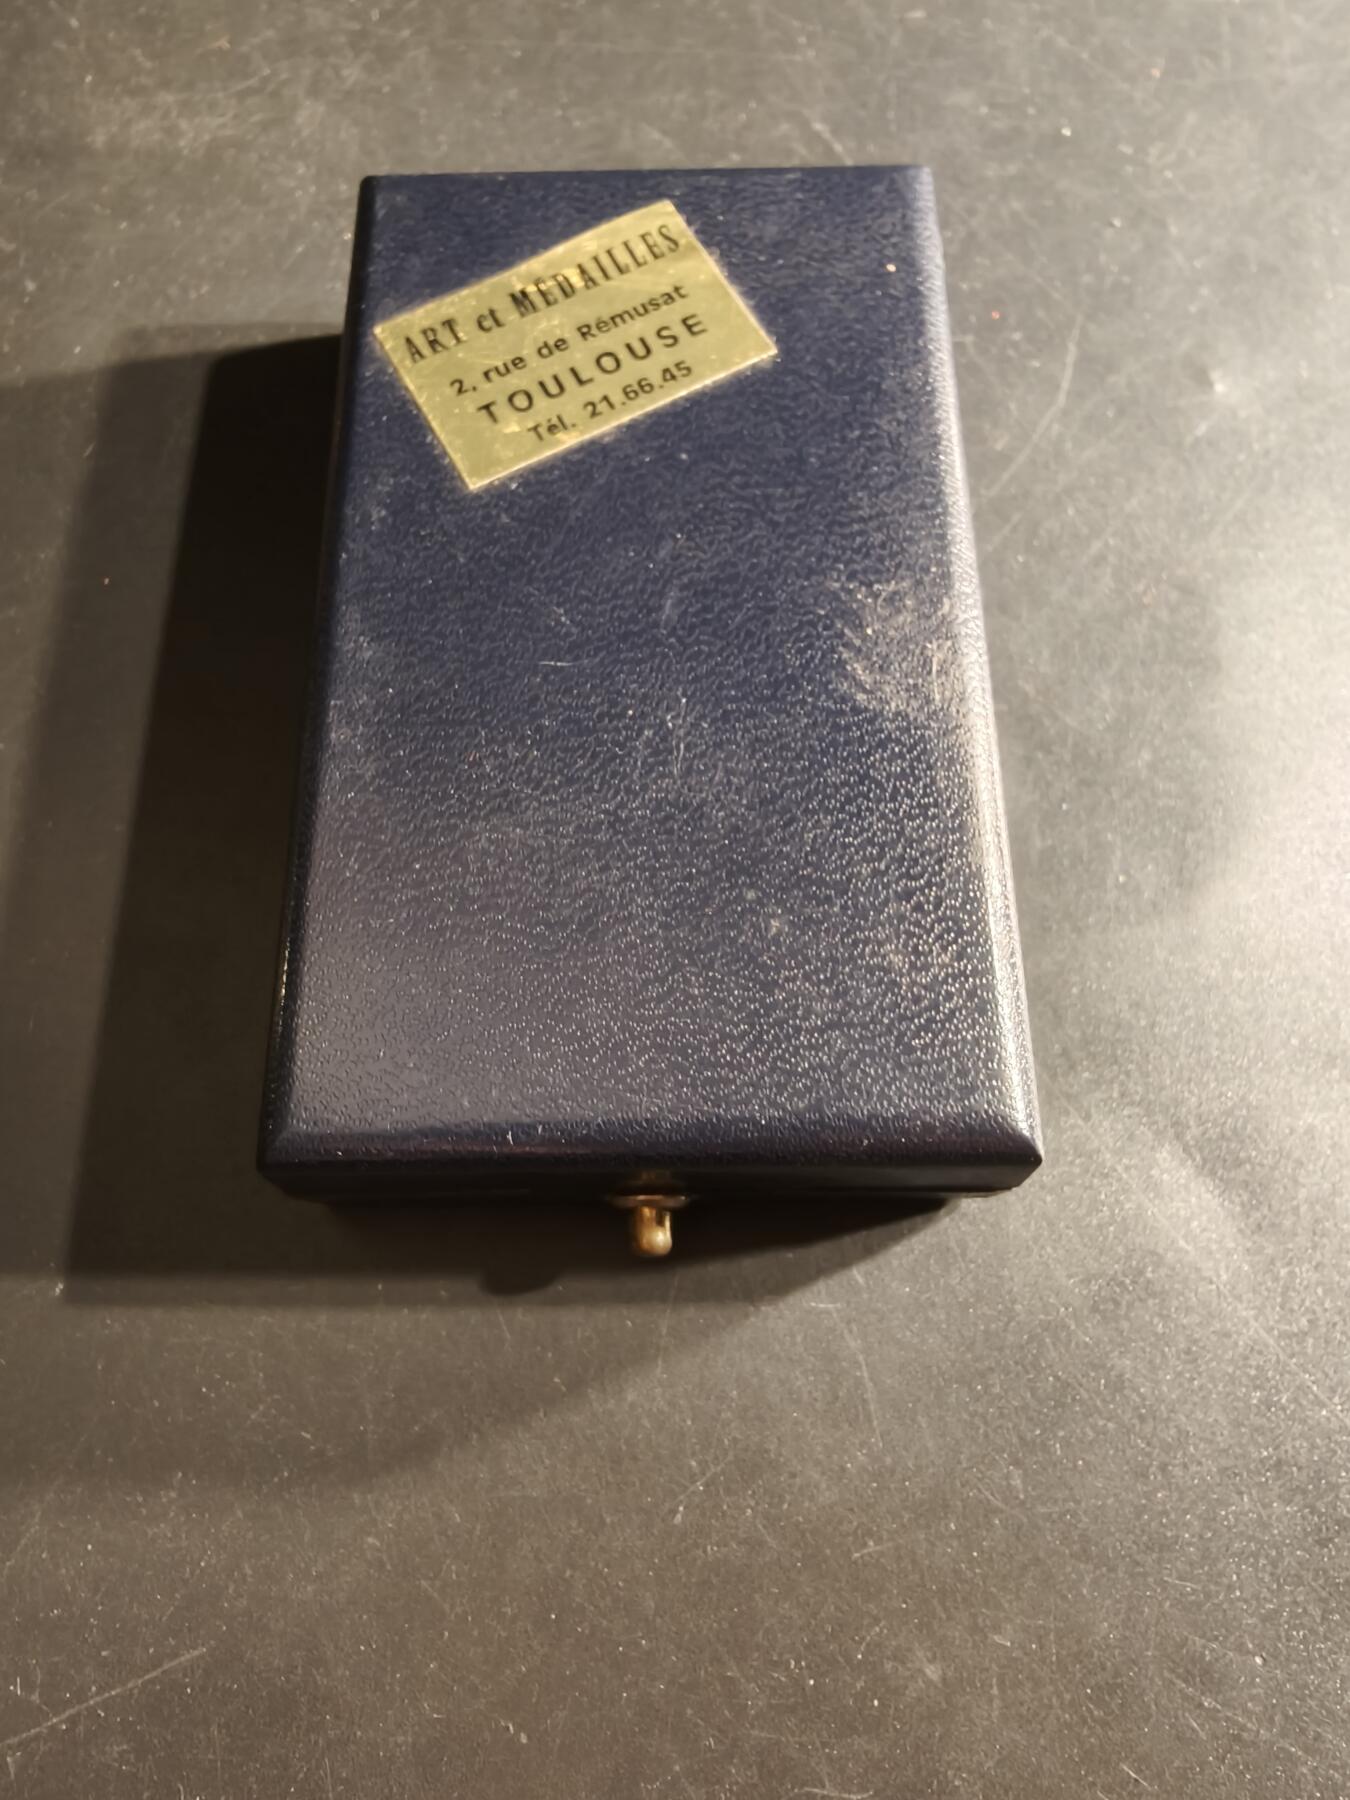 ART et MÉDAILLES
2, rue de Rémusat
TOULOUSE
Tél. 21.66.45